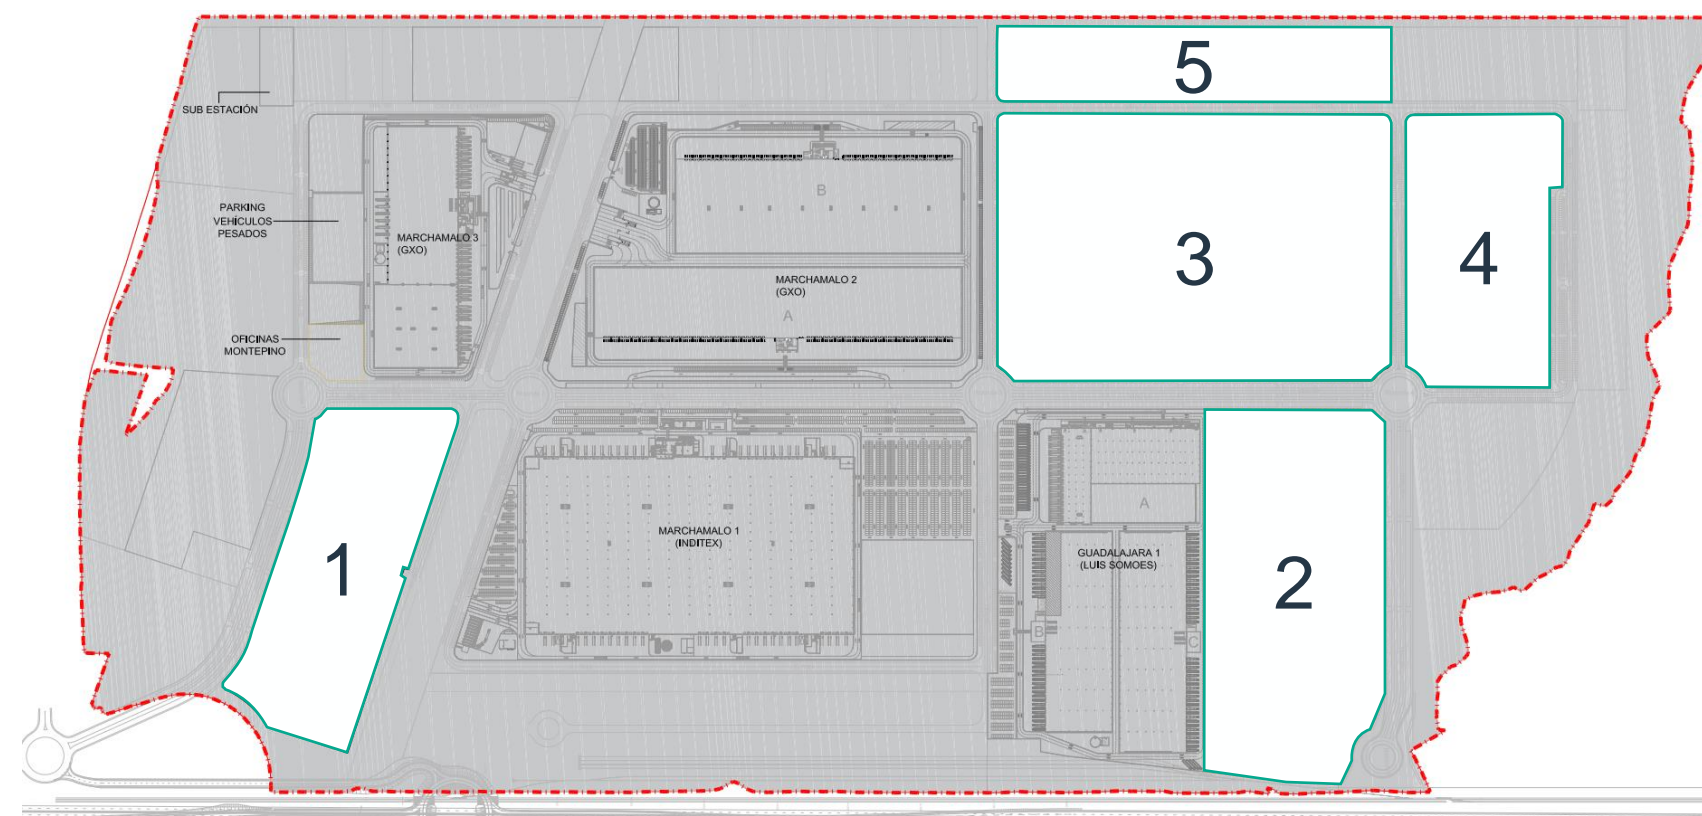 5
SUB ESTACIÓN
PARKING
VEHÍCULOS
PESADOS
MARCHAMALO 3
(GXO)
B
MARCHAMALO 2
(GXO)
A
3
4
OFICINAS
MONTEPINO
1
MARCHAMALO 1
(INDITEX)
A
GUADALAJARA 1
(LUIS SOMOES)
B
C
2